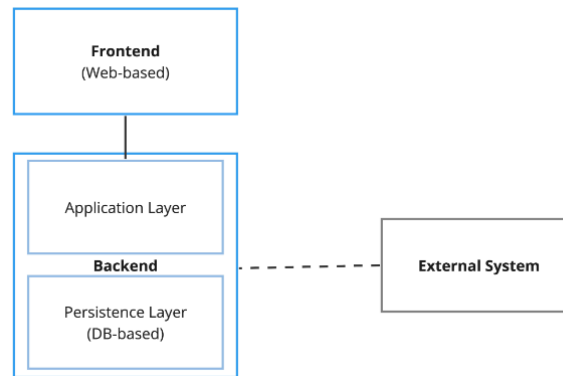 Frontend
(Web-based)
Application Layer
Backend
External System
Persistence Layer
(DB-based)